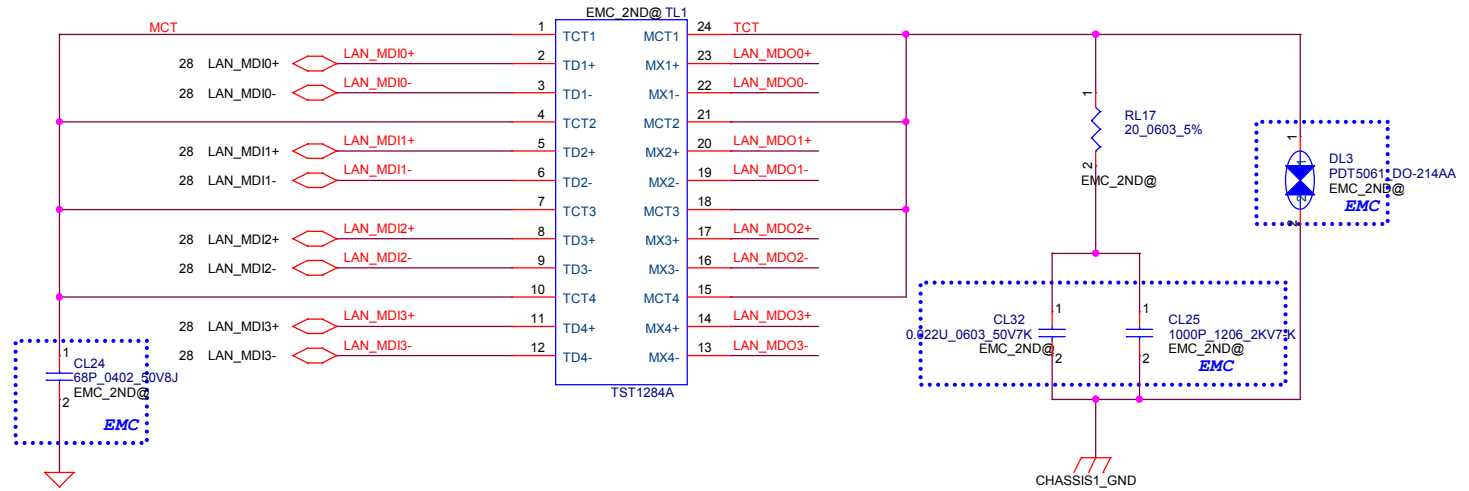 EMC_2ND@ TL1
MCT 1 TCT1 MCT1 24 TCT
28 LAN_MDI0+ LAN_MDI0+ 2 TD1+ MX1+ 23 LAN_MDO0+
28 LAN_MDI0- LAN_MDI0- 3 TD1- MX1- 22 LAN_MDO0-
4 TCT2 MCT2 21
28 LAN_MDI1+ LAN_MDI1+ 5 TD2+ MX2+ 20 LAN_MDO1+
28 LAN_MDI1- LAN_MDI1- 6 TD2- MX2- 19 LAN_MDO1-
7 TCT3 MCT3 18
28 LAN_MDI2+ LAN_MDI2+ 8 TD3+ MX3+ 17 LAN_MDO2+
28 LAN_MDI2- LAN_MDI2- 9 TD3- MX3- 16 LAN_MDO2-
10 TCT4 MCT4 15
28 LAN_MDI3+ LAN_MDI3+ 11 TD4+ MX4+ 14 LAN_MDO3+
28 LAN_MDI3- LAN_MDI3- 12 TD4- MX4- 13 LAN_MDO3-
TST1284A
1
CL24
68P_0402_50V8J
EMC_2ND@
2
EMC
1
RL17
20_0603_5%
2
EMC_2ND@
1
1
DL3
PDT5061_DO-214AA
EMC_2ND@
2
2
EMC
1
CL32
0.022U_0603_50V7K
EMC_2ND@
2
1
CL25
1000P_1206_2KV7-K
EMC_2ND@
2
EMC
CHASSIS1_GND